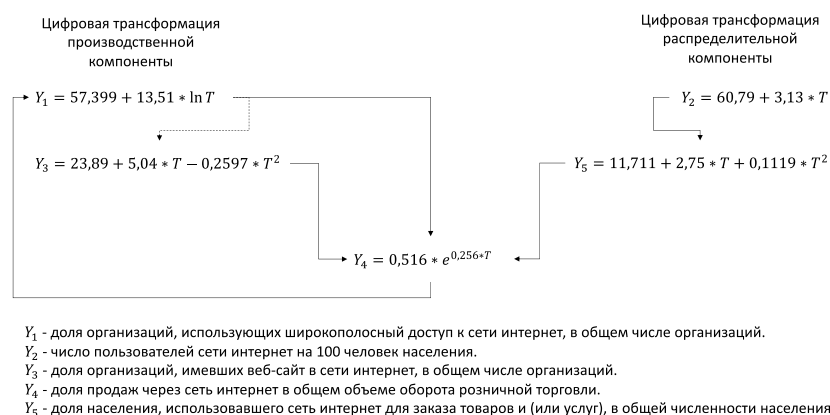 Цифровая трансформация
производственной
компоненты
Цифровая трансформация
распределительной
компоненты
Y₁ = 57,399 + 13,51 ∗ ln T
Y₂ = 60,79 + 3,13 ∗ T
Y₃ = 23,89 + 5,04 ∗ T − 0,2597 ∗ T²
Y₅ = 11,711 + 2,75 ∗ T + 0,1119 ∗ T²
Y₄ = 0,516 ∗ e^{0,256∗T}
Y₁ - доля организаций, использующих широкополосный доступ к сети интернет, в общем числе организаций.
Y₂ - число пользователей сети интернет на 100 человек населения.
Y₃ - доля организаций, имевших веб-сайт в сети интернет, в общем числе организаций.
Y₄ - доля продаж через сеть интернет в общем объеме оборота розничной торговли.
Y₅ - доля населения, использовавшего сеть интернет для заказа товаров и (или услуг), в общей численности населения